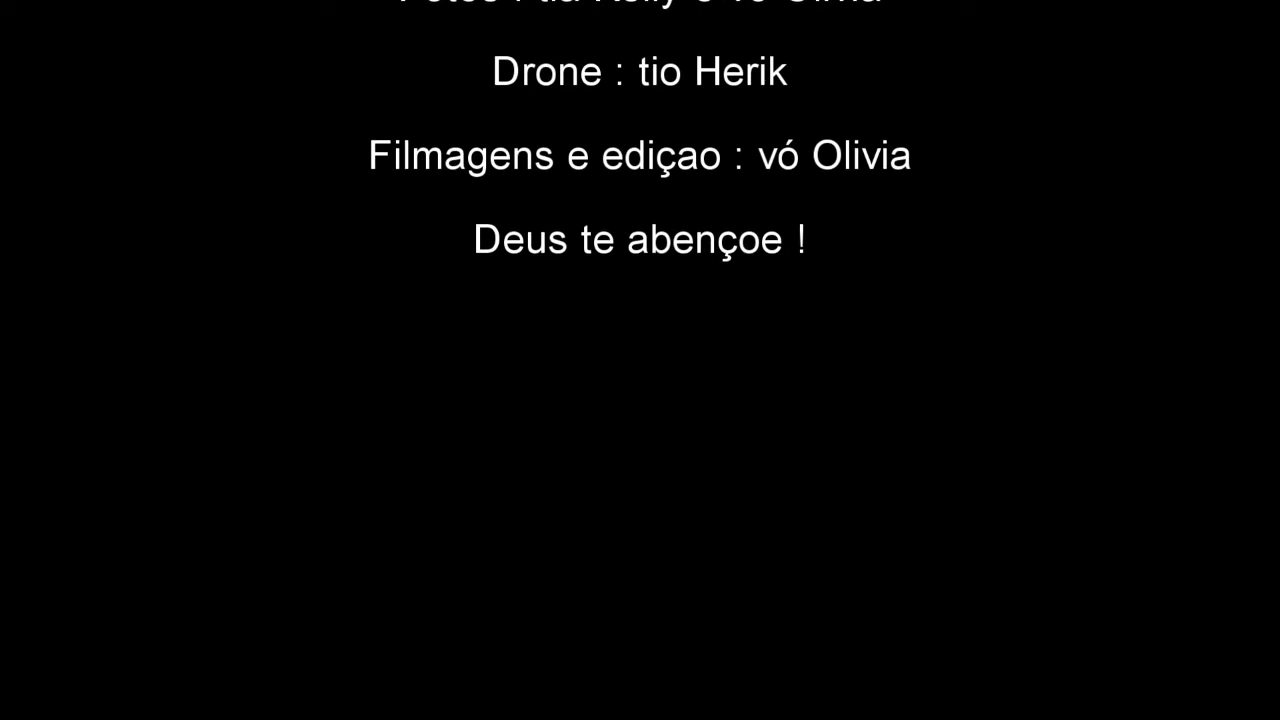 Drone : tio Herik
Filmagens e ediçao : vó Olivia
Deus te abençoe !